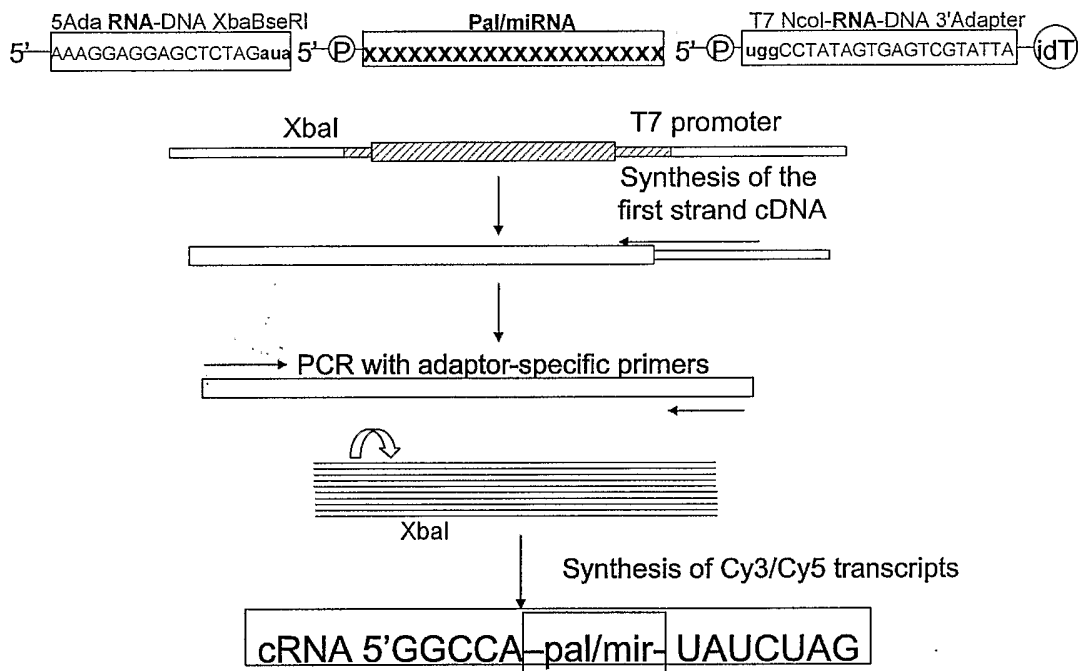 5Ada RNA-DNA XbaBseRI
Pal/miRNA
T7 NcoI-RNA-DNA 3'Adapter
5'
AAAGGAGGAGCTCTAGaua
5'
P
XXXXXXXXXXXXXXXXXXXXX
5'
P
uggCCTATAGTGAGTCGTATTA
idT
XbaI
T7 promoter
Synthesis of the
first strand cDNA
PCR with adaptor-specific primers
XbaI
Synthesis of Cy3/Cy5 transcripts
cRNA 5'GGCCA–pal/mir- UAUCUAG